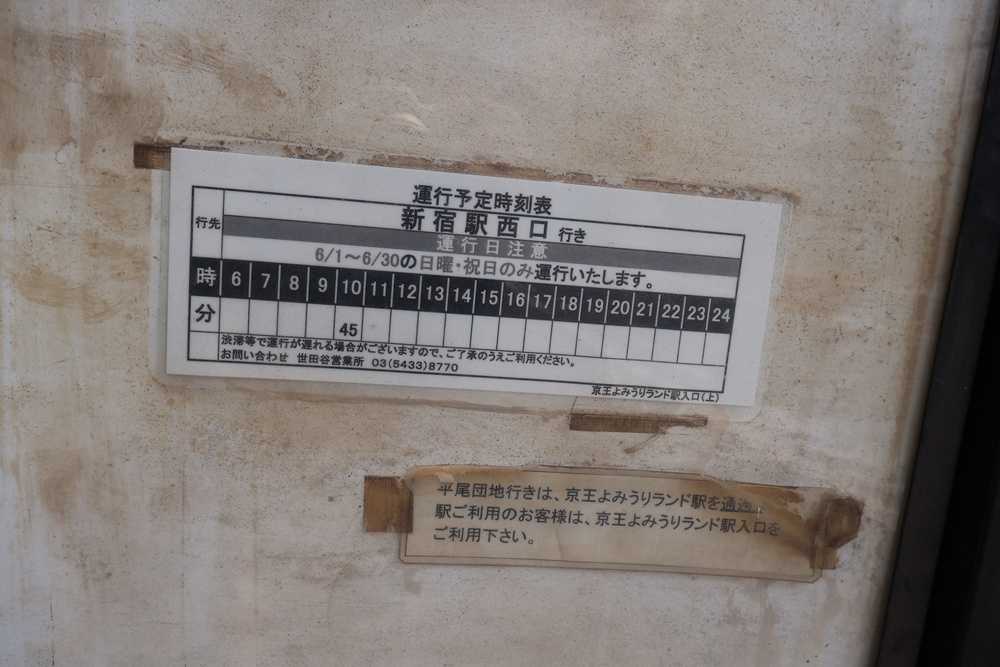 運行予定時刻表
行先 新宿駅西口 行き
運行日注意
6/1～6/30の日曜・祝日のみ運行いたします。
時 6 7 8 9 10 11 12 13 14 15 16 17 18 19 20 21 22 23 24
分 45
渋滞等で運行が遅れる場合がございますので、ご了承のうえご利用ください。
お問い合わせ 世田谷営業所 03(5433)8770
京王よみうりランド駅入口(上)
平尾団地行きは、京王よみうりランド駅を通過
駅ご利用のお客様は、京王よみうりランド駅入口を
ご利用下さい。